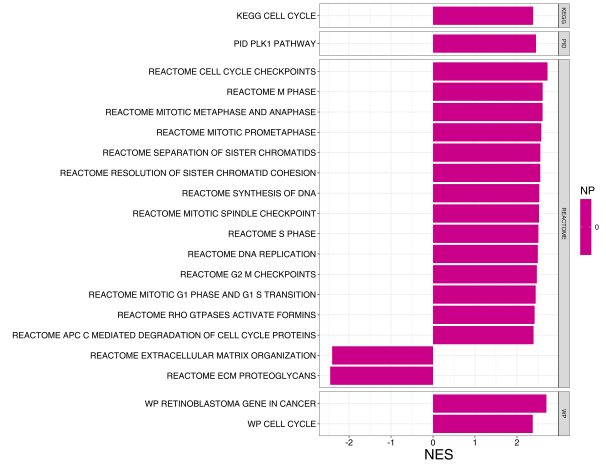 KEGG CELL CYCLE
KEGG
PID PLK1 PATHWAY
PID
REACTOME CELL CYCLE CHECKPOINTS
REACTOME M PHASE
REACTOME MITOTIC METAPHASE AND ANAPHASE
REACTOME MITOTIC PROMETAPHASE
REACTOME SEPARATION OF SISTER CHROMATIDS
REACTOME RESOLUTION OF SISTER CHROMATID COHESION
REACTOME SYNTHESIS OF DNA
REACTOME MITOTIC SPINDLE CHECKPOINT
REACTOME S PHASE
REACTOME DNA REPLICATION
REACTOME G2 M CHECKPOINTS
REACTOME MITOTIC G1 PHASE AND G1 S TRANSITION
REACTOME RHO GTPASES ACTIVATE FORMINS
REACTOME APC C MEDIATED DEGRADATION OF CELL CYCLE PROTEINS
REACTOME EXTRACELLULAR MATRIX ORGANIZATION
REACTOME ECM PROTEOGLYCANS
REACTOME
WP RETINOBLASTOMA GENE IN CANCER
WP CELL CYCLE
WP
-2 -1 0 1 2
NES
NP
0